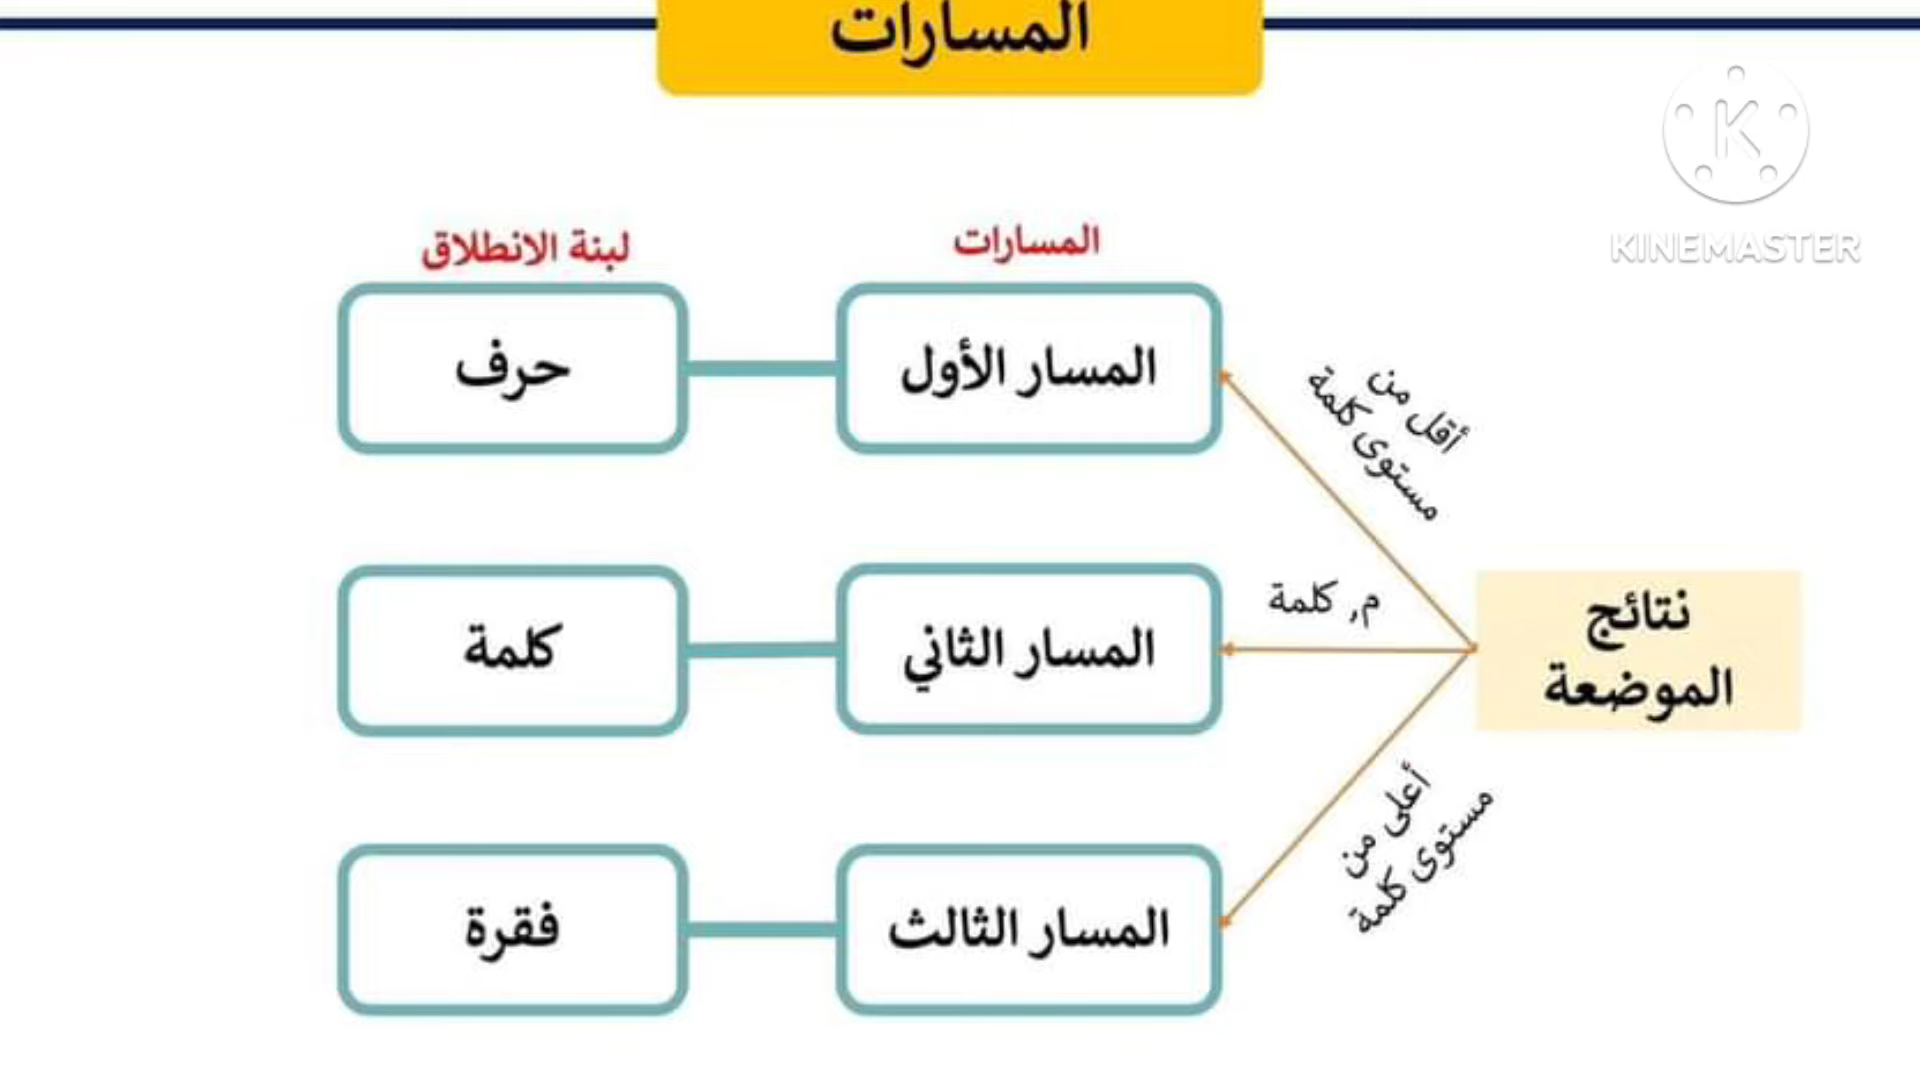 المسارات
KINEMASTER
المسارات
لبنة الانطلاق
نتائج
الموضعة
أقل من
مستوى كلمة
المسار الأول
حرف
م, كلمة
المسار الثاني
كلمة
أعلى من
مستوى كلمة
المسار الثالث
فقرة